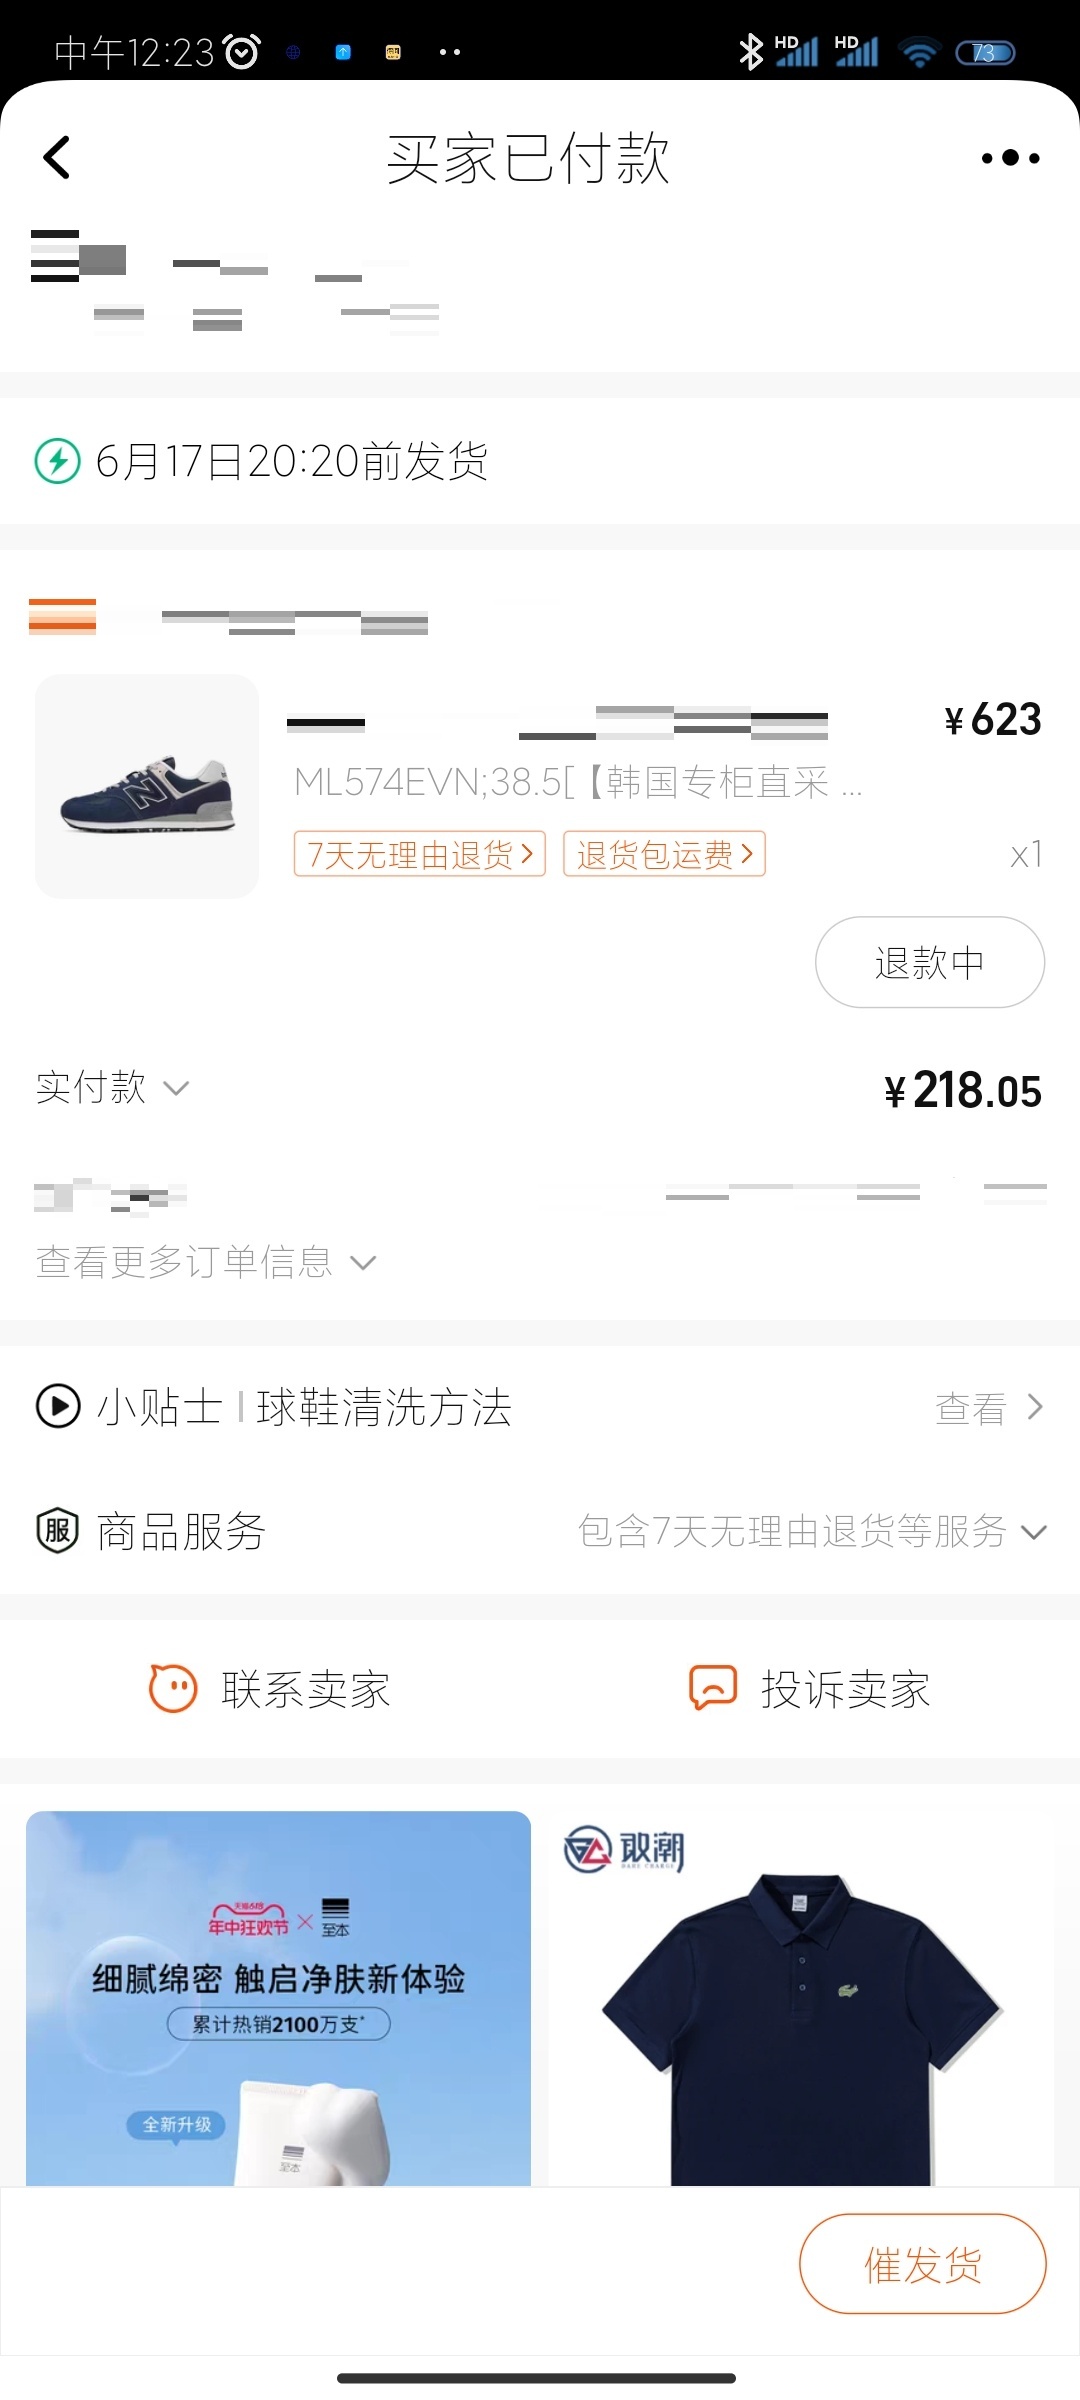 中午12:23
HD HD 73
买家已付款
6月17日20:20前发货
¥623
ML574EVN;38.5[【韩国专柜直采 ...
7天无理由退货 退货包运费
x1
退款中
实付款 ¥218.05
查看更多订单信息
小贴士 | 球鞋清洗方法 查看
服 商品服务 包含7天无理由退货等服务
联系卖家 投诉卖家
天猫618
年中狂欢节 × 至本
细腻绵密 触启净肤新体验
累计热销2100万支*
全新升级
至本
敢潮
催发货